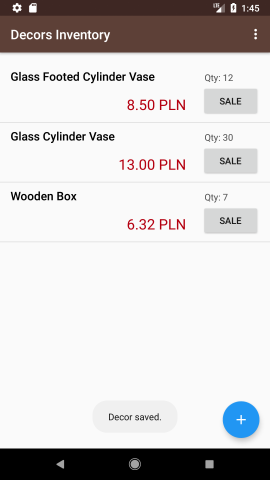 1:45
Decors Inventory
Glass Footed Cylinder Vase
Qty: 12
8.50 PLN
SALE
Glass Cylinder Vase
Qty: 30
13.00 PLN
SALE
Wooden Box
Qty: 7
6.32 PLN
SALE
Decor saved.
+